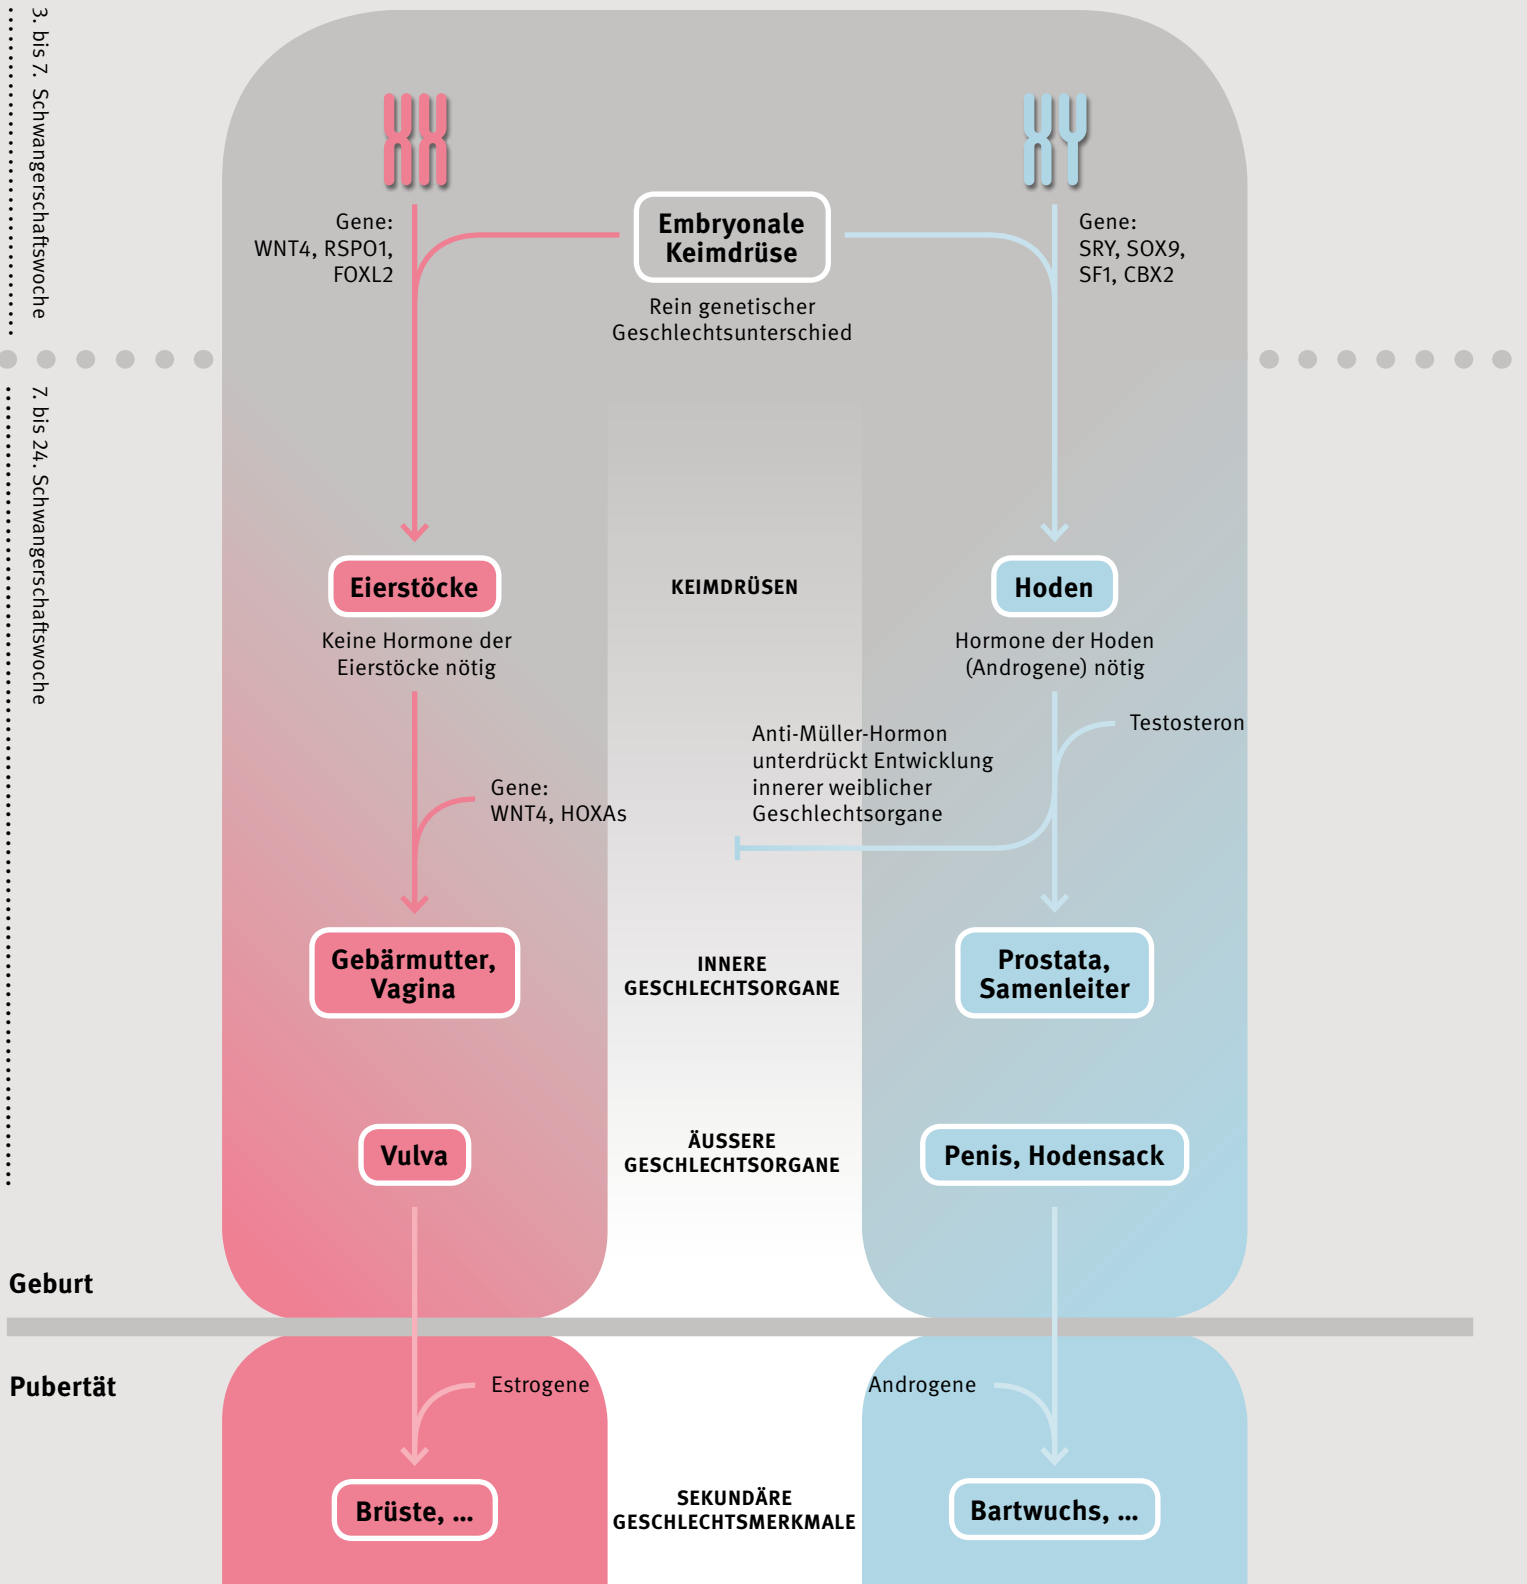 3. bis 7. Schwangerschaftswoche
Gene:
WNT4, RSPO1,
FOXL2
Embryonale
Keimdrüse
Rein genetischer
Geschlechtsunterschied
Gene:
SRY, SOX9,
SF1, CBX2
7. bis 24. Schwangerschaftswoche
Eierstöcke
KEIMDRÜSEN
Hoden
Keine Hormone der
Eierstöcke nötig
Hormone der Hoden
(Androgene) nötig
Testosteron
Anti-Müller-Hormon
unterdrückt Entwicklung
innerer weiblicher
Geschlechtsorgane
Gene:
WNT4, HOXAs
Gebärmutter,
Vagina
INNERE
GESCHLECHTSORGANE
Prostata,
Samenleiter
Vulva
ÄUSSERE
GESCHLECHTSORGANE
Penis, Hodensack
Geburt
Pubertät
Estrogene
Androgene
Brüste, ...
SEKUNDÄRE
GESCHLECHTSMERKMALE
Bartwuchs, ...